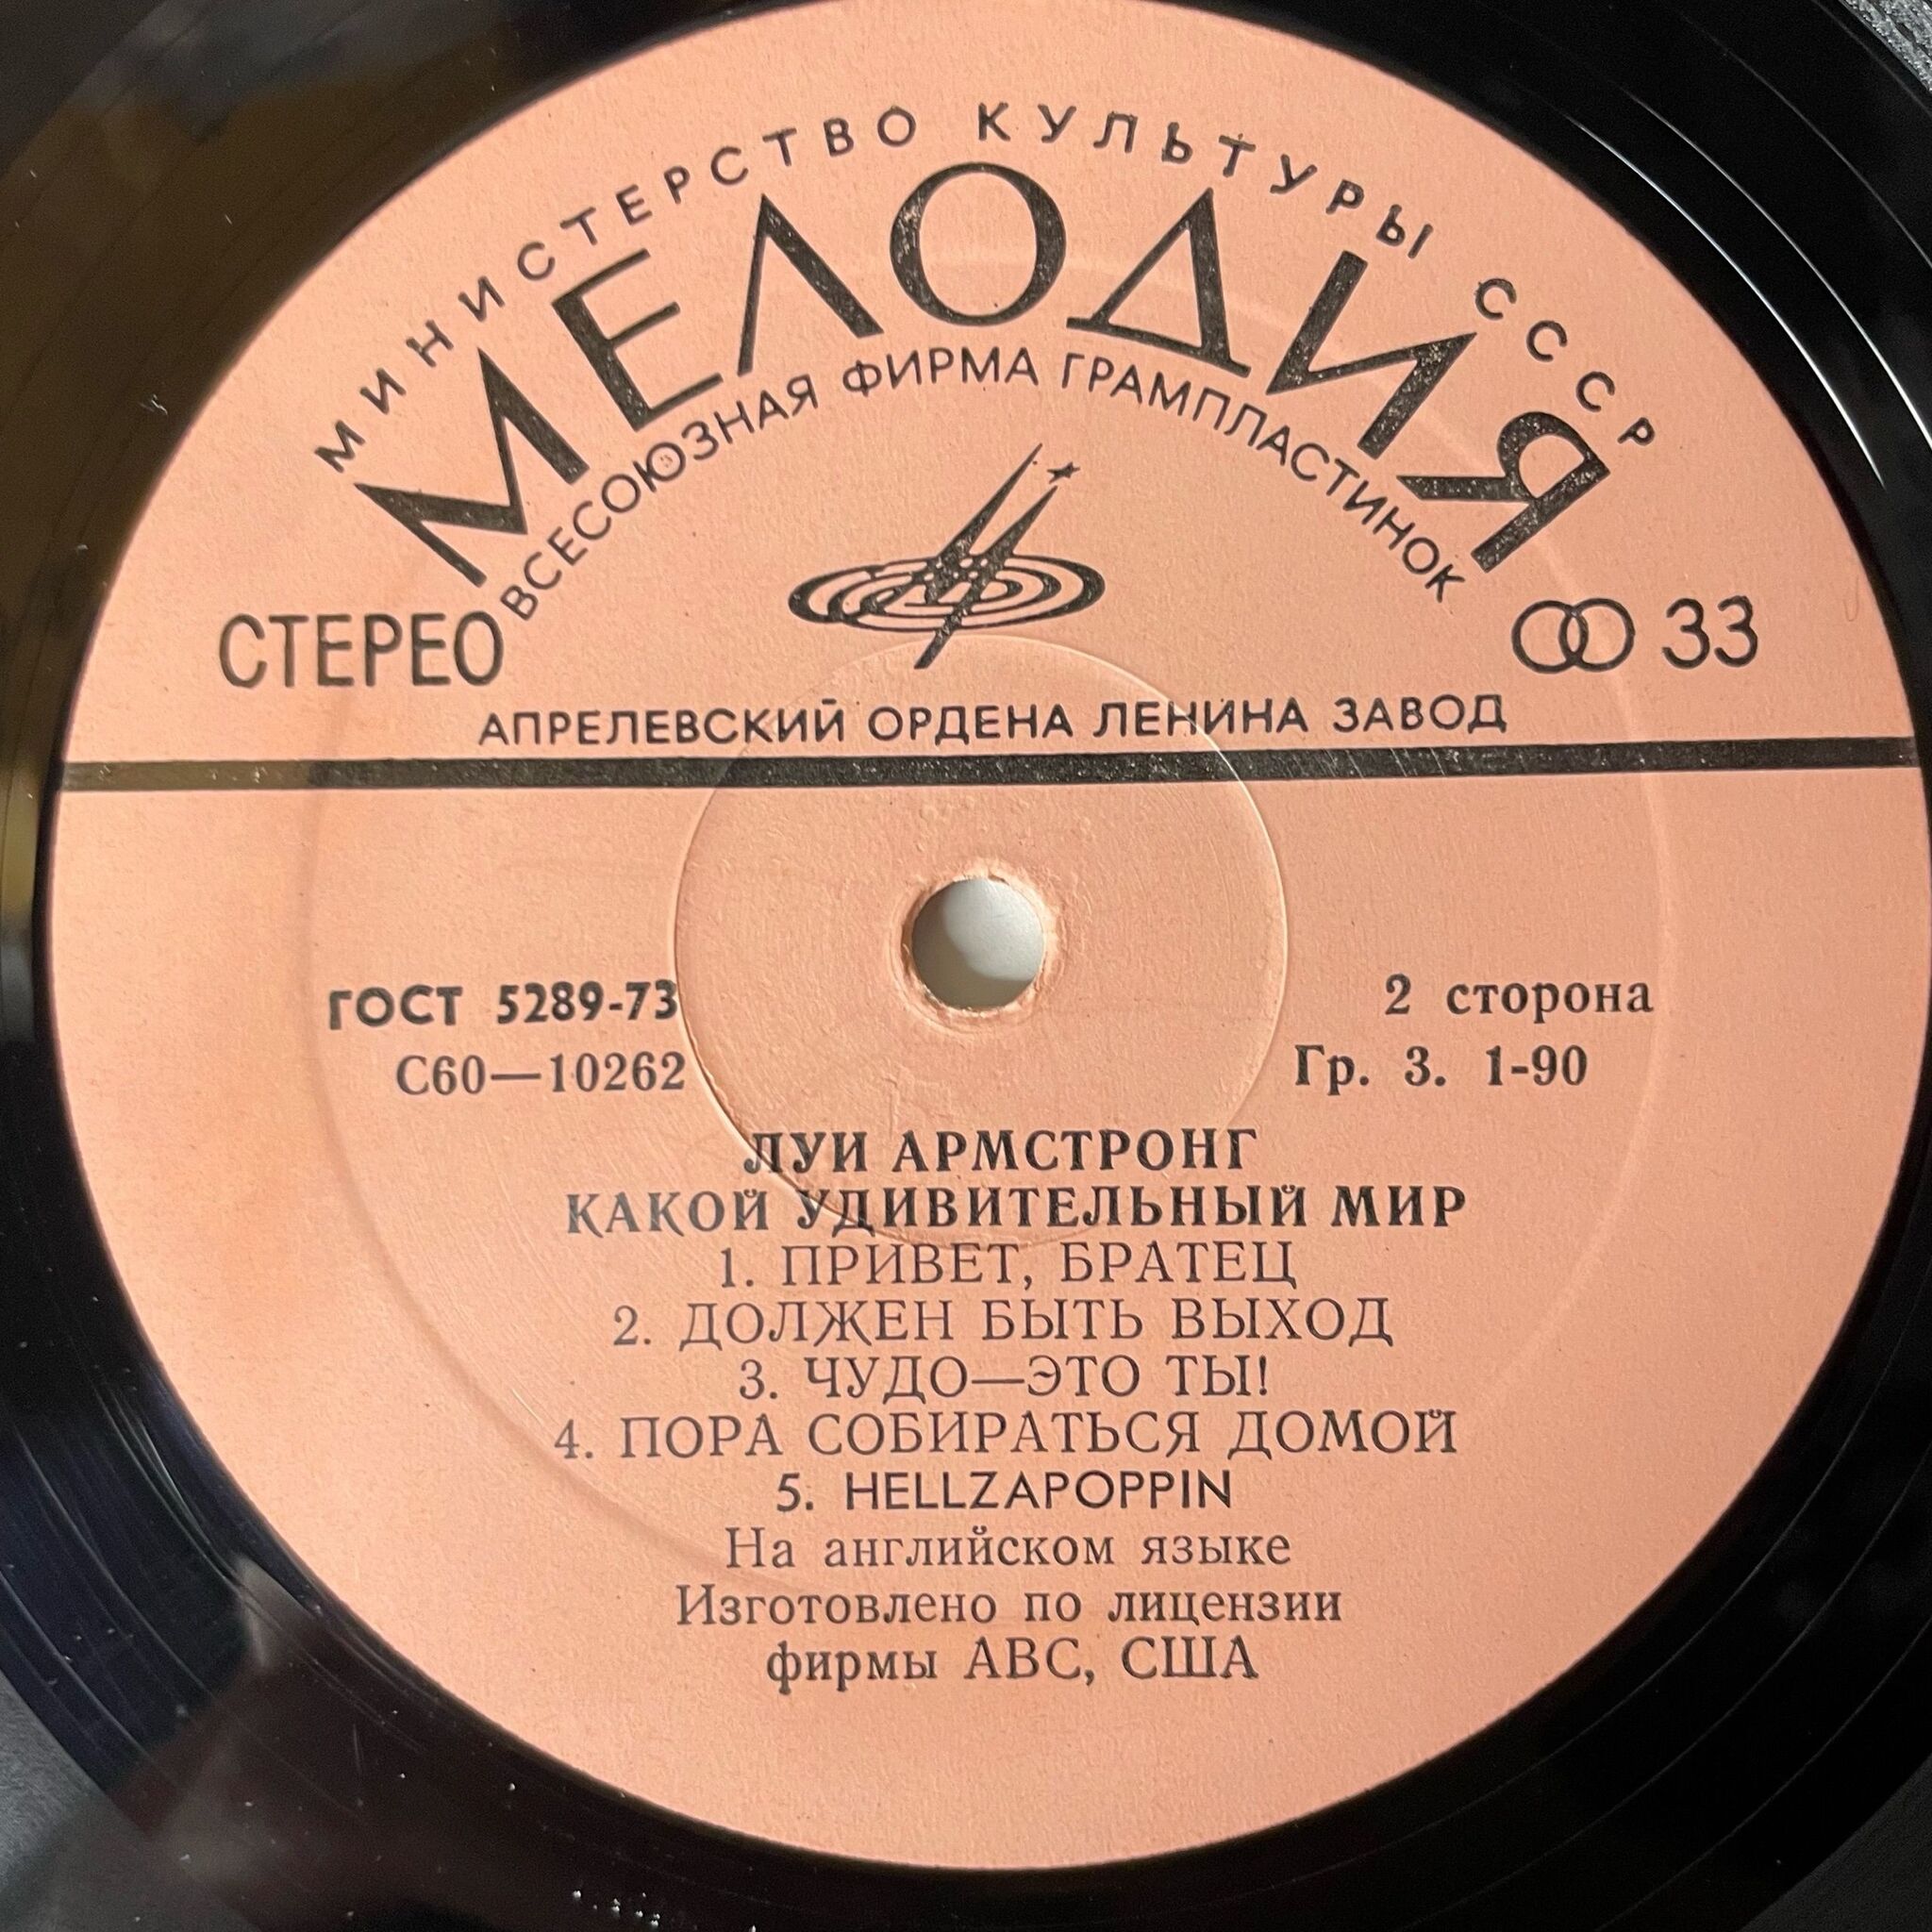 МИНИСТЕРСТВО КУЛЬТУРЫ СССР
МЕЛОДИЯ
ВСЕСОЮЗНАЯ ФИРМА ГРАМПЛАСТИНОК
СТЕРЕО 33
АПРЕЛЕВСКИЙ ОРДЕНА ЛЕНИНА ЗАВОД
ГОСТ 5289-73 2 сторона
С60—10262 Гр. 3. 1-90
ЛУИ АРМСТРОНГ
КАКОЙ УДИВИТЕЛЬНЫЙ МИР
1. ПРИВЕТ, БРАТЕЦ
2. ДОЛЖЕН БЫТЬ ВЫХОД
3. ЧУДО—ЭТО ТЫ!
4. ПОРА СОБИРАТЬСЯ ДОМОЙ
5. HELLZAPOPPIN
На английском языке
Изготовлено по лицензии
фирмы ABC, США